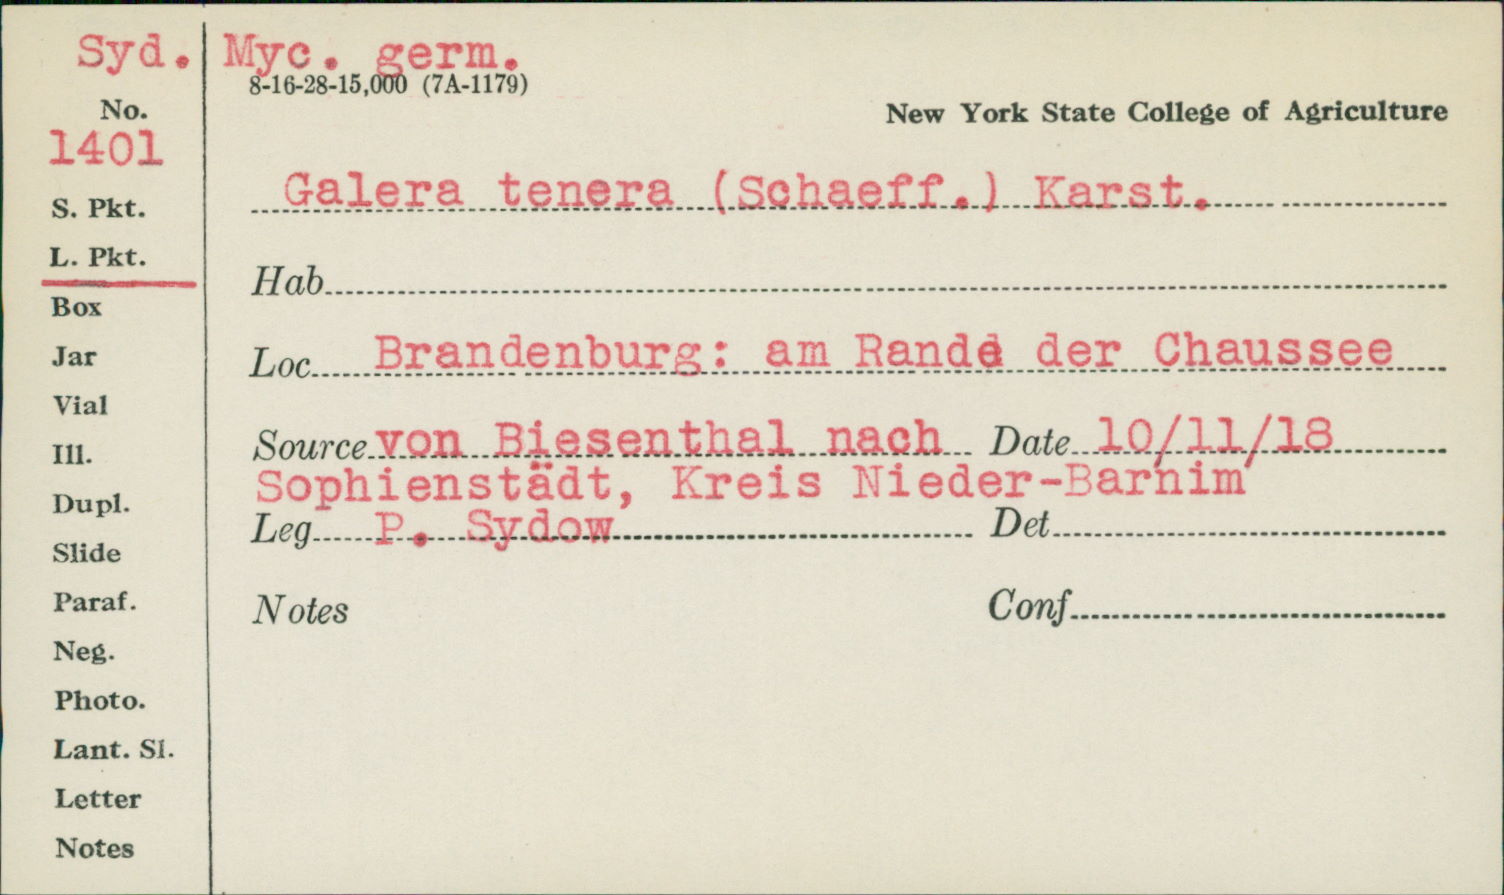 Syd. Myc. germ.
8-16-28-15,000 (7A-1179)
No.
New York State College of Agriculture
1401
Galera tenera (Schaeff.) Karst.
S. Pkt.
L. Pkt.
Hab
Box
Loc Brandenburg: am Rande der Chaussee
Jar
Vial
Source von Biesenthal nach Date 10/11/18
Ill.
Sophienstädt, Kreis Nieder-Barnim
Dupl.
Leg P. Sydow Det
Slide
Paraf.
Notes Conf
Neg.
Photo.
Lant. Sl.
Letter
Notes